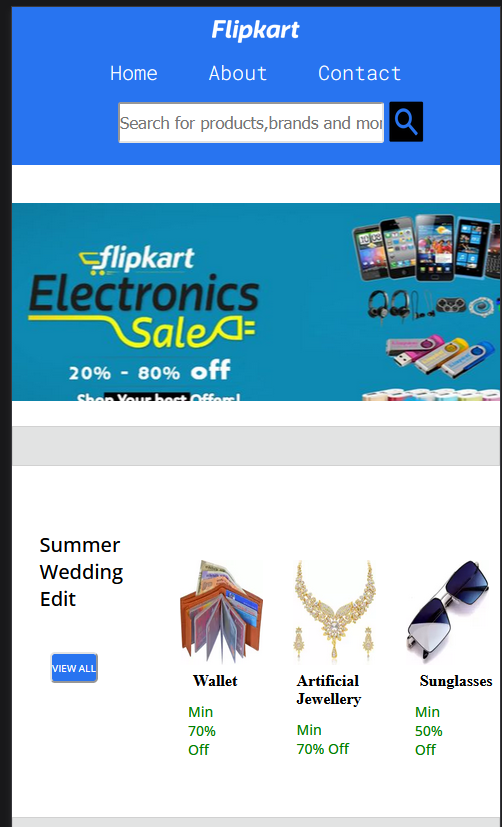 Flipkart
Home About Contact
Search for products,brands and mor
flipkart
Electronics
Sale
20% - 80% off
Shop Your best Offers!
Summer
Wedding
Edit
VIEW ALL
Wallet
Min
70%
Off
Artificial
Jewellery
Min
70% Off
Sunglasses
Min
50%
Off